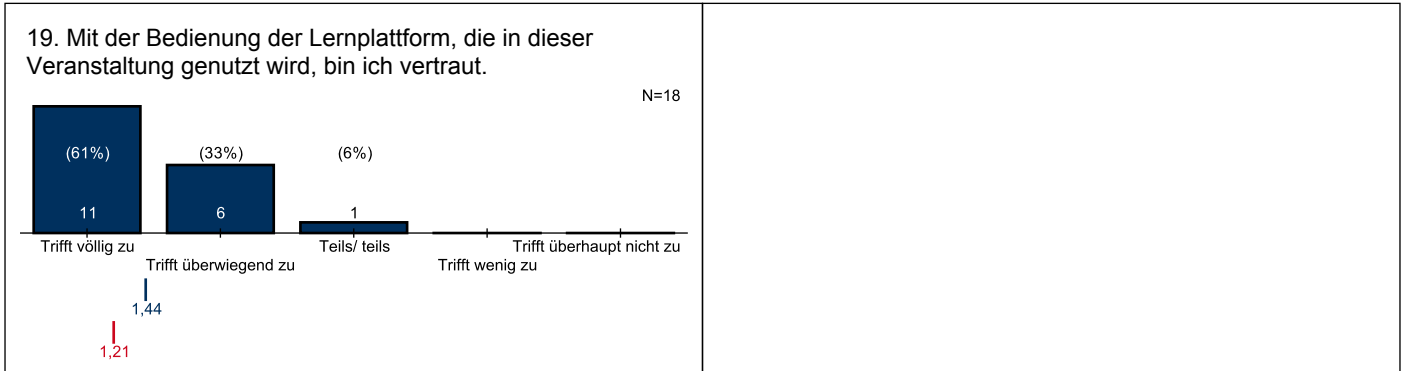 19. Mit der Bedienung der Lernplattform, die in dieser
Veranstaltung genutzt wird, bin ich vertraut.
N=18
(61%) (33%) (6%)
11 6 1
Trifft völlig zu Teils/ teils Trifft überhaupt nicht zu
Trifft überwiegend zu Trifft wenig zu
1,44
1,21